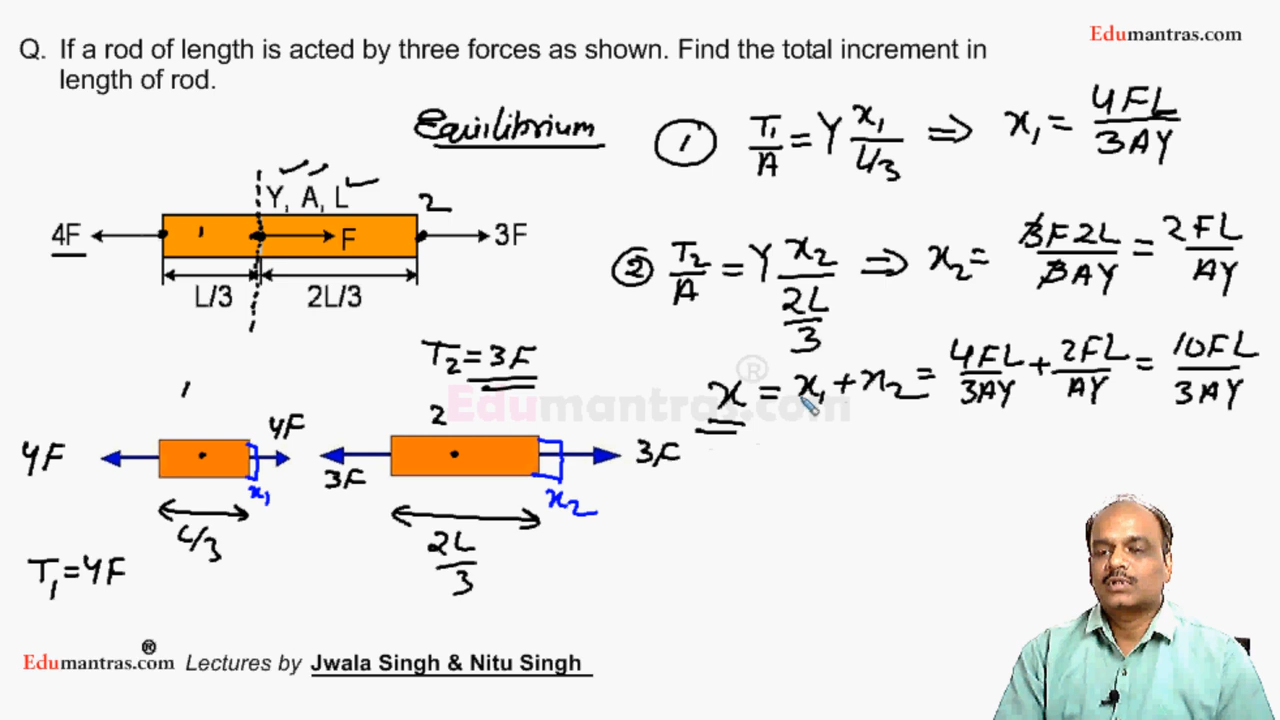 Edumantras.com
Q. If a rod of length is acted by three forces as shown. Find the total increment in
length of rod.
Equilibrium
① T₁/A = Y x₁/(L/3) ⇒ x₁ = 4FL/3AY
Y, A, L
1
2
4F
F
3F
L/3
2L/3
② T₂/A = Y x₂/(2L/3) ⇒ x₂ = 3F2L/3AY = 2FL/AY
T₂ = 3F
x = x₁ + x₂ = 4FL/3AY + 2FL/AY = 10FL/3AY
®
Edumantras.com
1
4F
4F
x₁
L/3
T₁ = 4F
2
3F
3F
x₂
2L/3
Edumantras.com ® Lectures by Jwala Singh & Nitu Singh